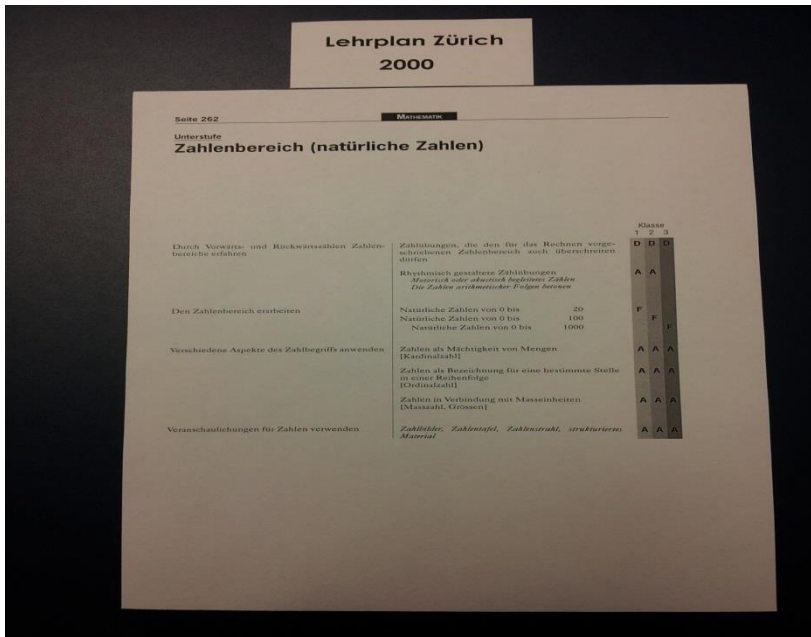 Lehrplan Zürich
2000
Seite 262
MATHEMATIK
Unterstufe
Zahlenbereich (natürliche Zahlen)
Klasse
1 2 3
Durch Vorwärts- und Rückwärtszählen Zahlen-
bereiche erfahren
Zählübungen, die den für das Rechnen vorge-
schriebenen Zahlenbereich auch überschreiten
dürfen
D D D
Rhythmisch gestaltete Zählübungen
A A
Motorisch oder akustisch begleitetes Zählen
Die Zahlen arithmetischer Folgen betonen
Den Zahlenbereich erarbeiten
Natürliche Zahlen von 0 bis 20
F
Natürliche Zahlen von 0 bis 100
F
Natürliche Zahlen von 0 bis 1000
F
Verschiedene Aspekte des Zahlbegriffs anwenden
Zahlen als Mächtigkeit von Mengen
[Kardinalzahl]
A A A
Zahlen als Bezeichnung für eine bestimmte Stelle
in einer Reihenfolge
[Ordinalzahl]
A A A
Zahlen in Verbindung mit Masseinheiten
[Masszahl, Grössen]
A A A
Veranschaulichungen für Zahlen verwenden
Zahlbilder, Zahlentafel, Zahlenstrahl, strukturiertes
Material
A A A